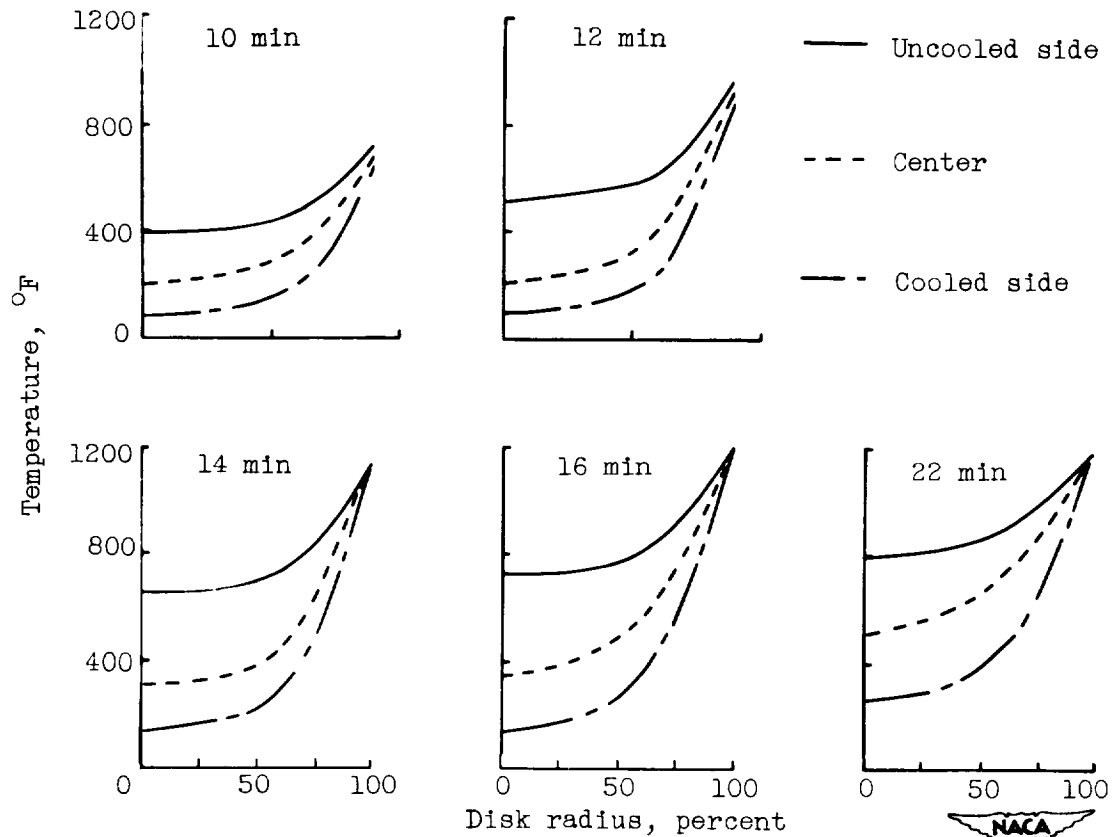 1200
800
400
0
10 min
12 min
Uncooled side
Center
Cooled side
Temperature, °F
1200
800
400
0
14 min
50
100
16 min
0
50
100
22 min
0
50
100
Disk radius, percent
NACA